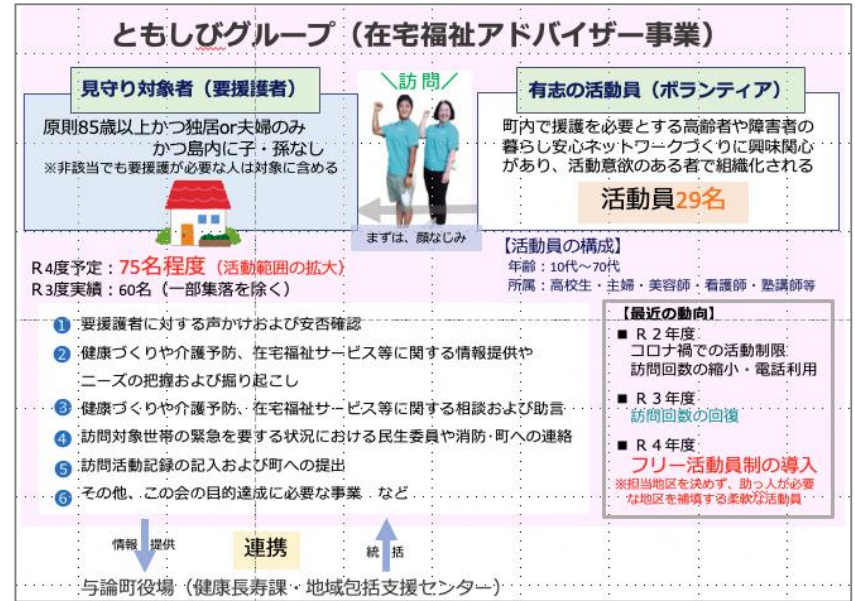 ともしびグループ（在宅福祉アドバイザー事業）
見守り対象者（要援護者）
原則85歳以上かつ独居or夫婦のみ
かつ島内に子・孫なし
※非該当でも要援護が必要な人は対象に含める
＼訪問／
まずは、顔なじみ
有志の活動員（ボランティア）
町内で援護を必要とする高齢者や障害者の
暮らし安心ネットワークづくりに興味関心
があり、活動意欲のある者で組織化される
活動員29名
【活動員の構成】
年齢：10代～70代
所属：高校生・主婦・美容師・看護師・塾講師等
R4度予定：75名程度（活動範囲の拡大）
R3度実績：60名（一部集落を除く）
❶ 要援護者に対する声かけおよび安否確認
❷ 健康づくりや介護予防、在宅福祉サービス等に関する情報提供や
ニーズの把握および掘り起こし
❸ 健康づくりや介護予防、在宅福祉サービス等に関する相談および助言
❹ 訪問対象世帯の緊急を要する状況における民生委員や消防・町への連絡
❺ 訪問活動記録の記入および町への提出
❻ その他、この会の目的達成に必要な事業 など
【最近の動向】
■ R２年度
コロナ禍での活動制限
訪問回数の縮小・電話利用
■ R３年度
訪問回数の回復
■ R４年度
フリー活動員制の導入
※担当地区を決めず、助っ人が必要
な地区を補填する柔軟な活動員
情報 提供
連携
統 括
与論町役場（健康長寿課・地域包括支援センター）